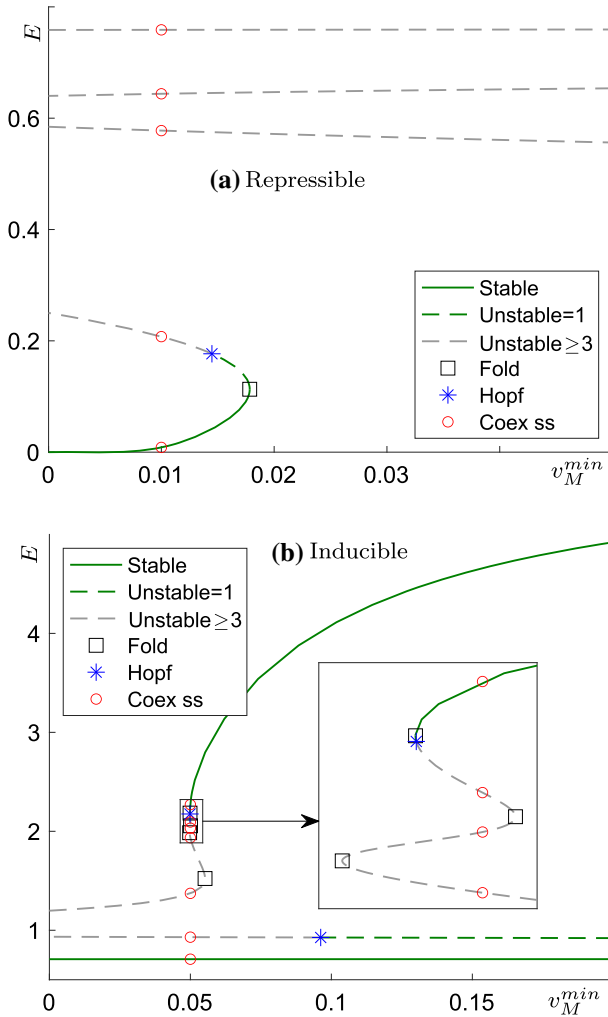 E
0.6
(a) Repressible
0.4
Stable
Unstable=1
Unstable≥3
Fold
Hopf
Coex ss
0.2
0
0 0.01 0.02 0.03 v_M^{min}
E
(b) Inducible
Stable
Unstable=1
Unstable≥3
Fold
Hopf
Coex ss
4
3
2
1
0 0.05 0.1 0.15 v_M^{min}